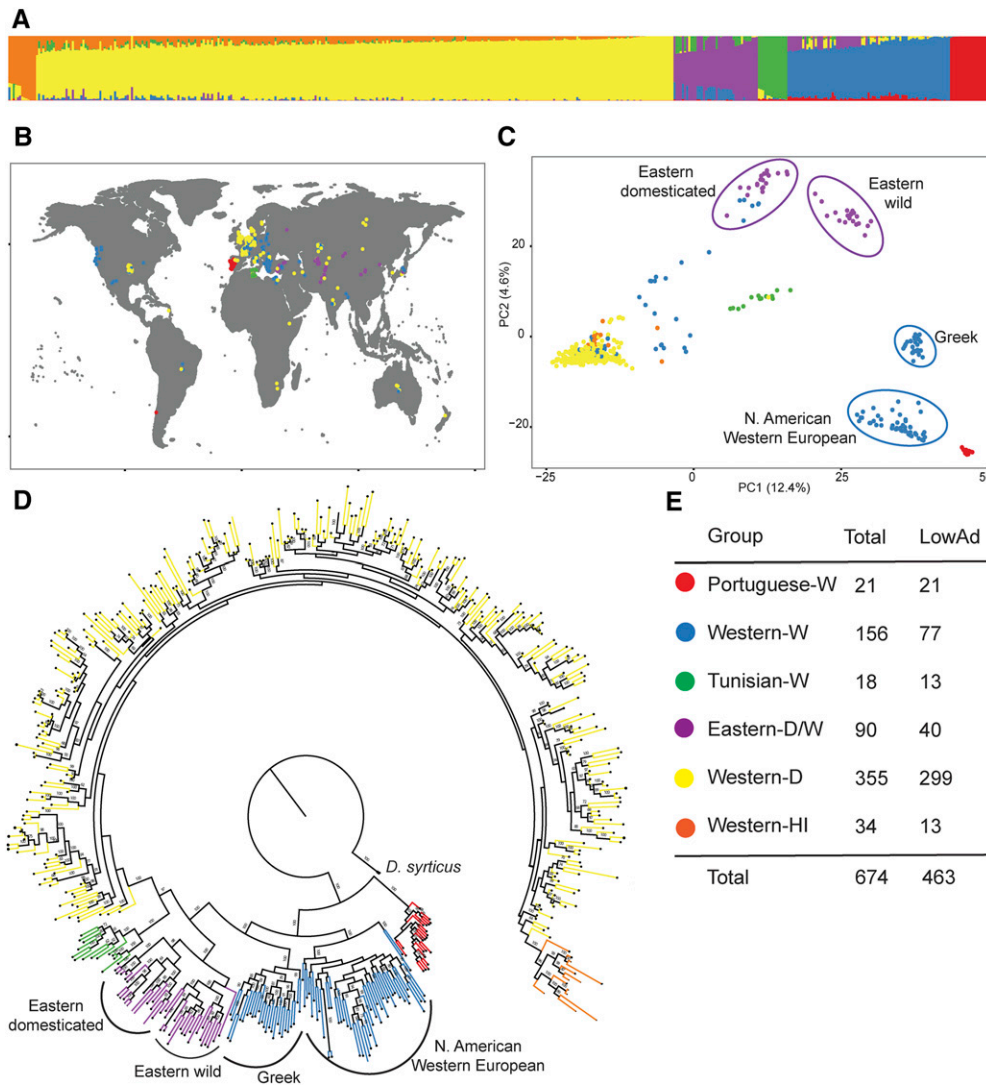 A
B
C
Eastern
domesticated
Eastern
wild
Greek
N. American
Western European
PC2 (4.6%)
20
0
−20
−25
0
25
50
PC1 (12.4%)
D
D. syrticus
Eastern
domesticated
Eastern wild
Greek
N. American
Western European
E
Group Total LowAd
Portuguese-W 21 21
Western-W 156 77
Tunisian-W 18 13
Eastern-D/W 90 40
Western-D 355 299
Western-HI 34 13
Total 674 463